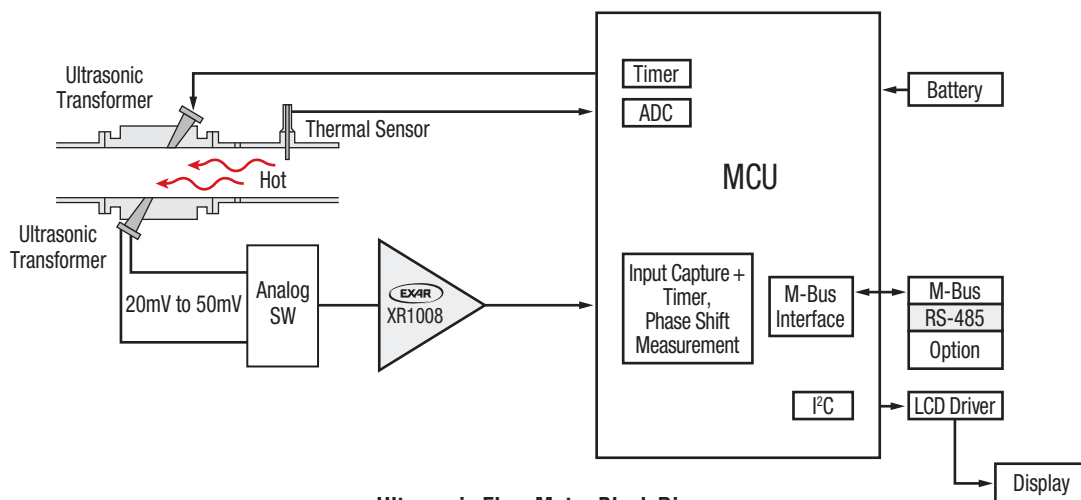 Ultrasonic
Transformer
Thermal Sensor
Hot
Ultrasonic
Transformer
20mV to 50mV
Analog
SW
EXAR
XR1008
Timer
ADC
MCU
Input Capture +
Timer,
Phase Shift
Measurement
M-Bus
Interface
I²C
Battery
M-Bus
RS-485
Option
LCD Driver
Display